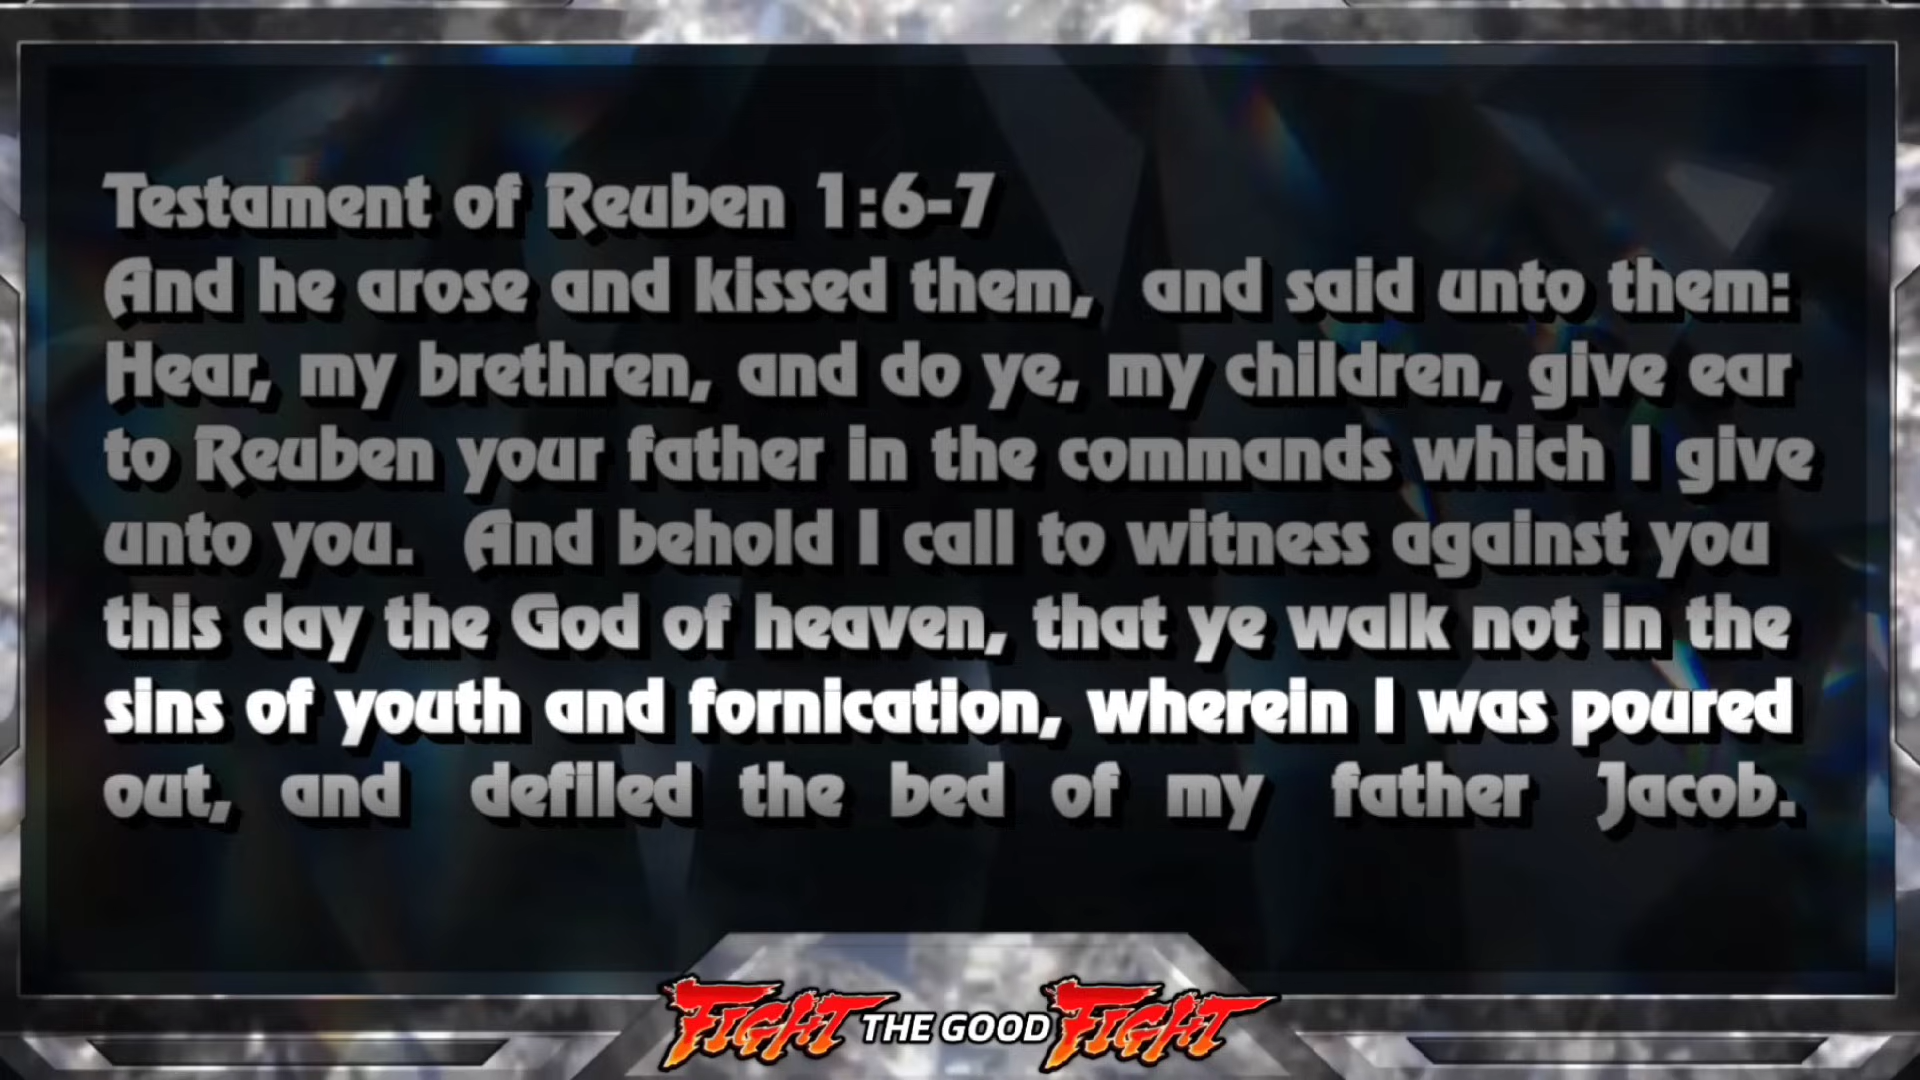 Testament of Reuben 1:6-7
And he arose and kissed them, and said unto them:
Hear, my brethren, and do ye, my children, give ear
to Reuben your father in the commands which I give
unto you. And behold I call to witness against you
this day the God of heaven, that ye walk not in the
sins of youth and fornication, wherein I was poured
out, and defiled the bed of my father Jacob.
FIGHT THE GOOD FIGHT